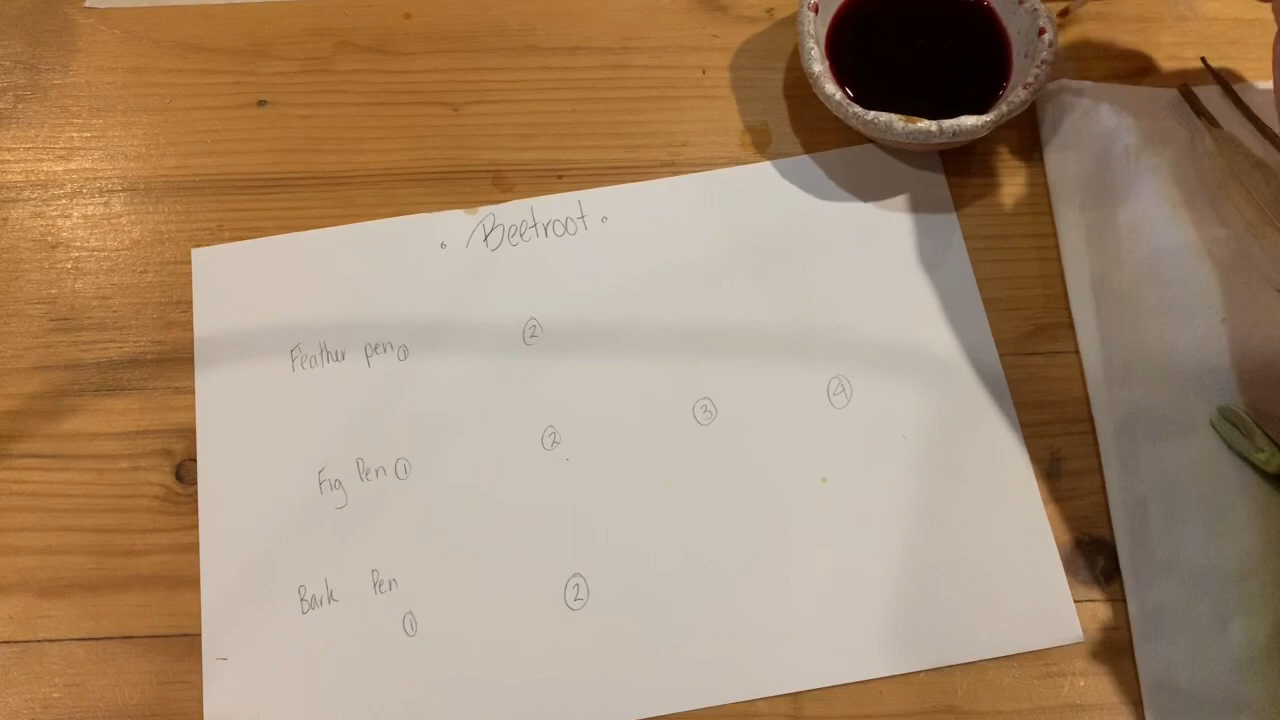 . Beetroot .
Feather pen ① ②
Fig Pen ① ② ③ ④
Bark Pen
① ②